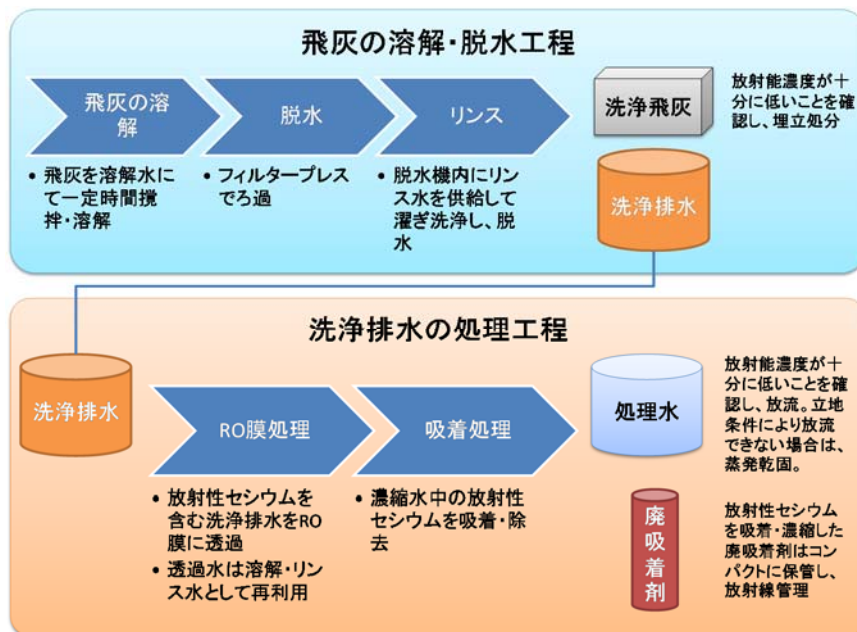 飛灰の溶解・脱水工程
飛灰の溶
解
脱水
リンス
洗浄飛灰
放射能濃度が十
分に低いことを確
認し、埋立処分
• 飛灰を溶解水に
て一定時間撹
拌・溶解
• フィルタープレス
でろ過
• 脱水機内にリン
ス水を供給して
濯ぎ洗浄し、脱
水
洗浄排水
洗浄排水の処理工程
洗浄排水
RO膜処理
吸着処理
処理水
放射能濃度が十
分に低いことを確
認し、放流。立地
条件により放流
できない場合は、
蒸発乾固。
• 放射性セシウムを
含む洗浄排水をRO
膜に透過
• 透過水は溶解・リン
ス水として再利用
• 濃縮水中の放射性
セシウムを吸着・除
去
廃
吸
着
剤
放射性セシウム
を吸着・濃縮した
廃吸着剤はコン
パクトに保管し、
放射線管理